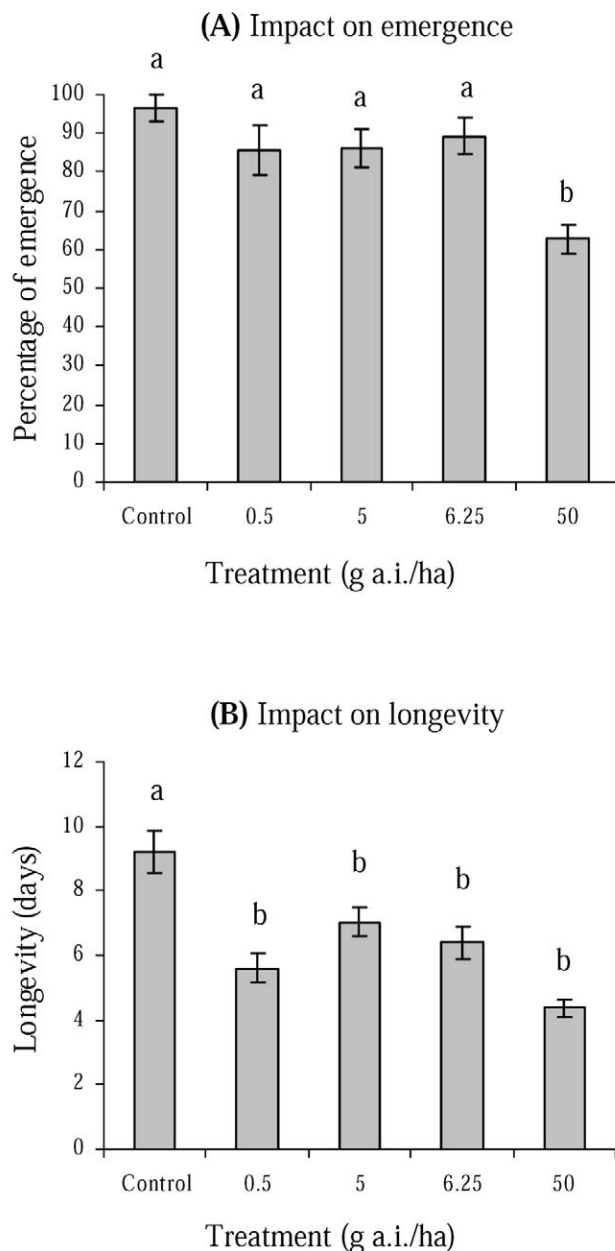 (A) Impact on emergence
a
a
a
a
b
100
90
80
70
60
50
40
30
20
10
0
Percentage of emergence
Control 0.5 5 6.25 50
Treatment (g a.i./ha)
(B) Impact on longevity
a
b
b
b
b
12
10
8
6
4
2
0
Longevity (days)
Control 0.5 5 6.25 50
Treatment (g a.i./ha)